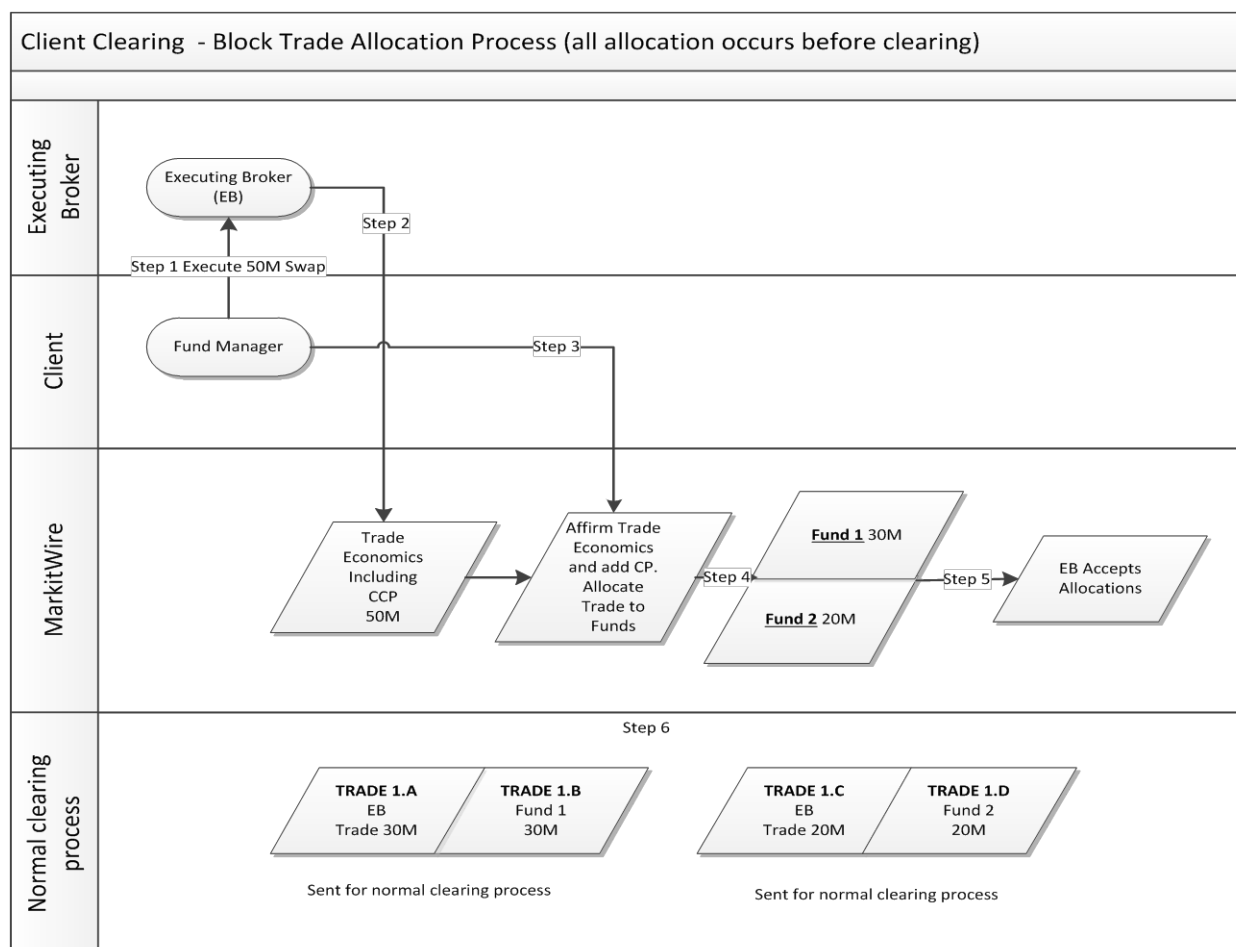 Client Clearing - Block Trade Allocation Process (all allocation occurs before clearing)
Executing
Broker
Executing Broker
(EB)
Step 2
Step 1 Execute 50M Swap
Client
Fund Manager
Step 3
MarkitWire
Trade
Economics
Including
CCP
50M
Affirm Trade
Economics
and add CP.
Allocate
Trade to
Funds
Step 4
Fund 1 30M
Fund 2 20M
Step 5
EB Accepts
Allocations
Normal clearing
process
Step 6
TRADE 1.A
EB
Trade 30M
TRADE 1.B
Fund 1
30M
TRADE 1.C
EB
Trade 20M
TRADE 1.D
Fund 2
20M
Sent for normal clearing process
Sent for normal clearing process